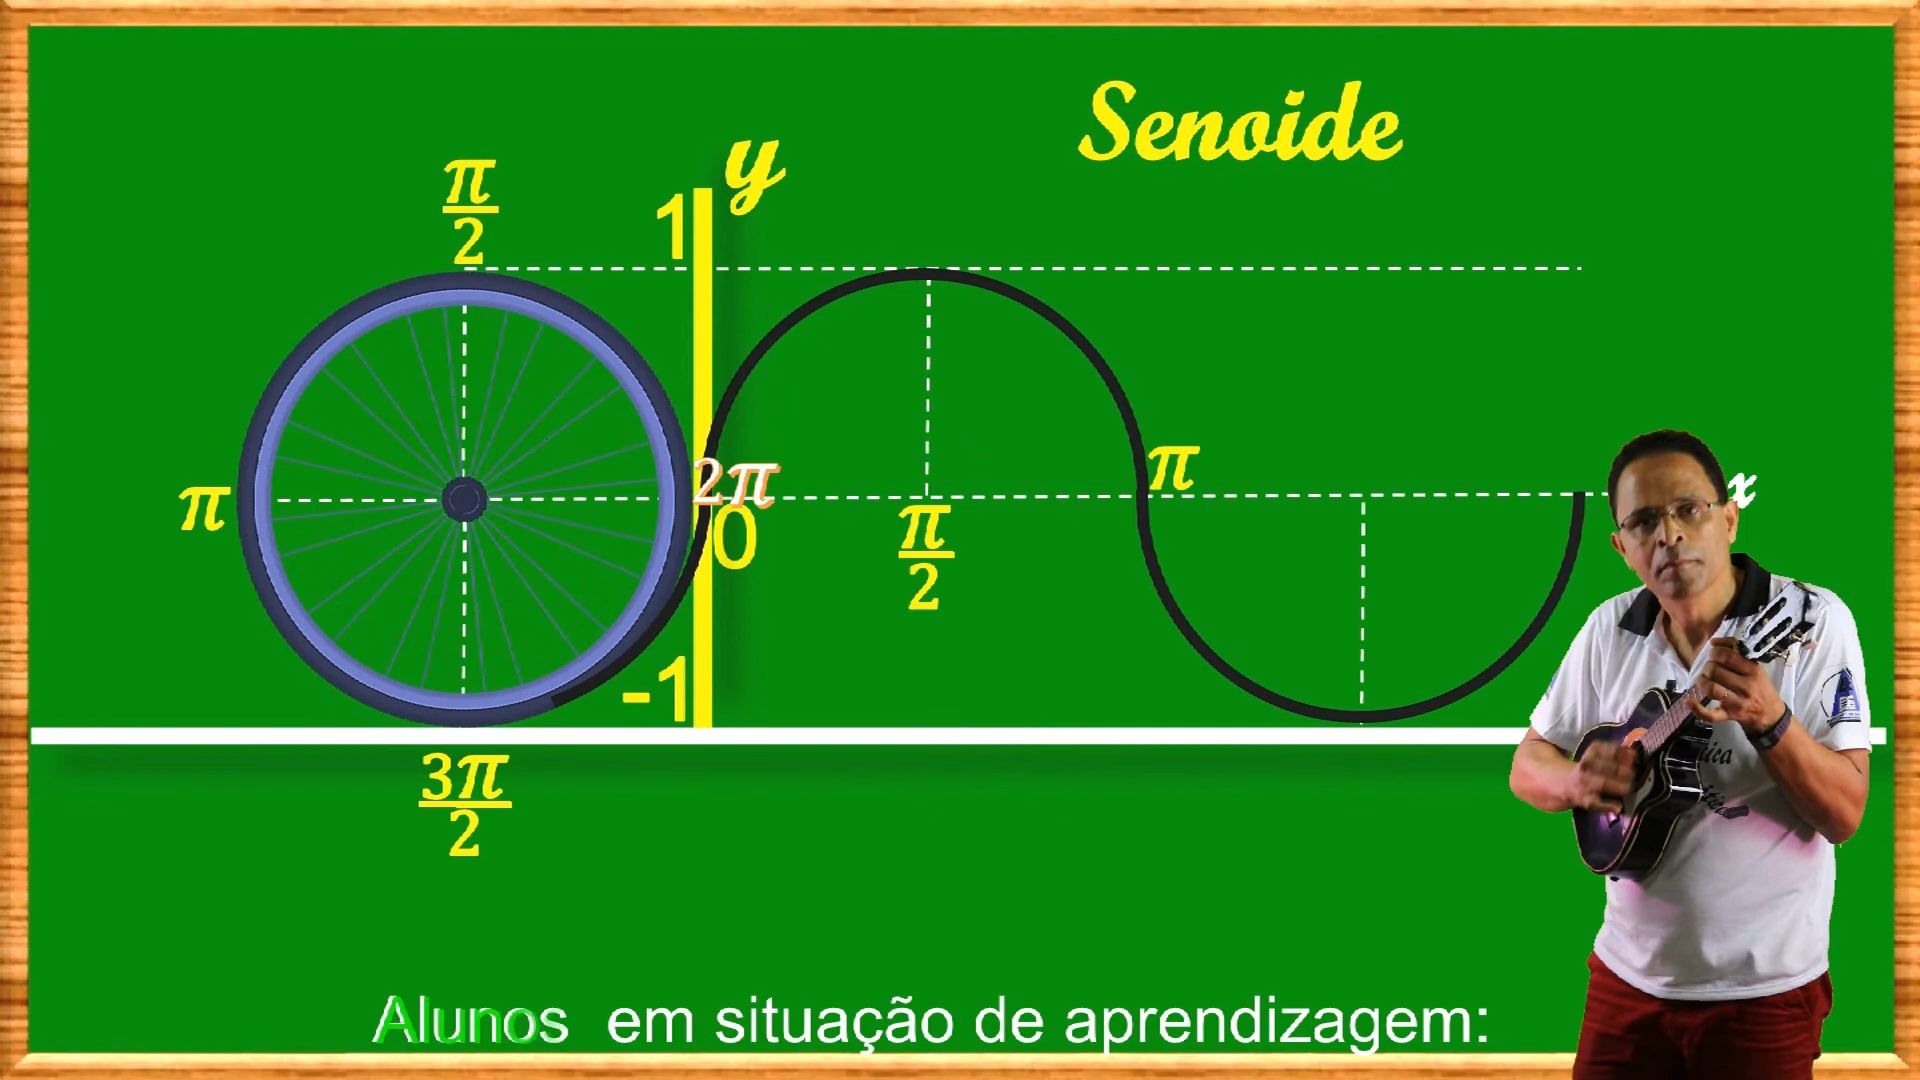 Senoide
y
π/2
1
2π
π
π
x
0
π/2
-1
3π/2
Alunos em situação de aprendizagem: